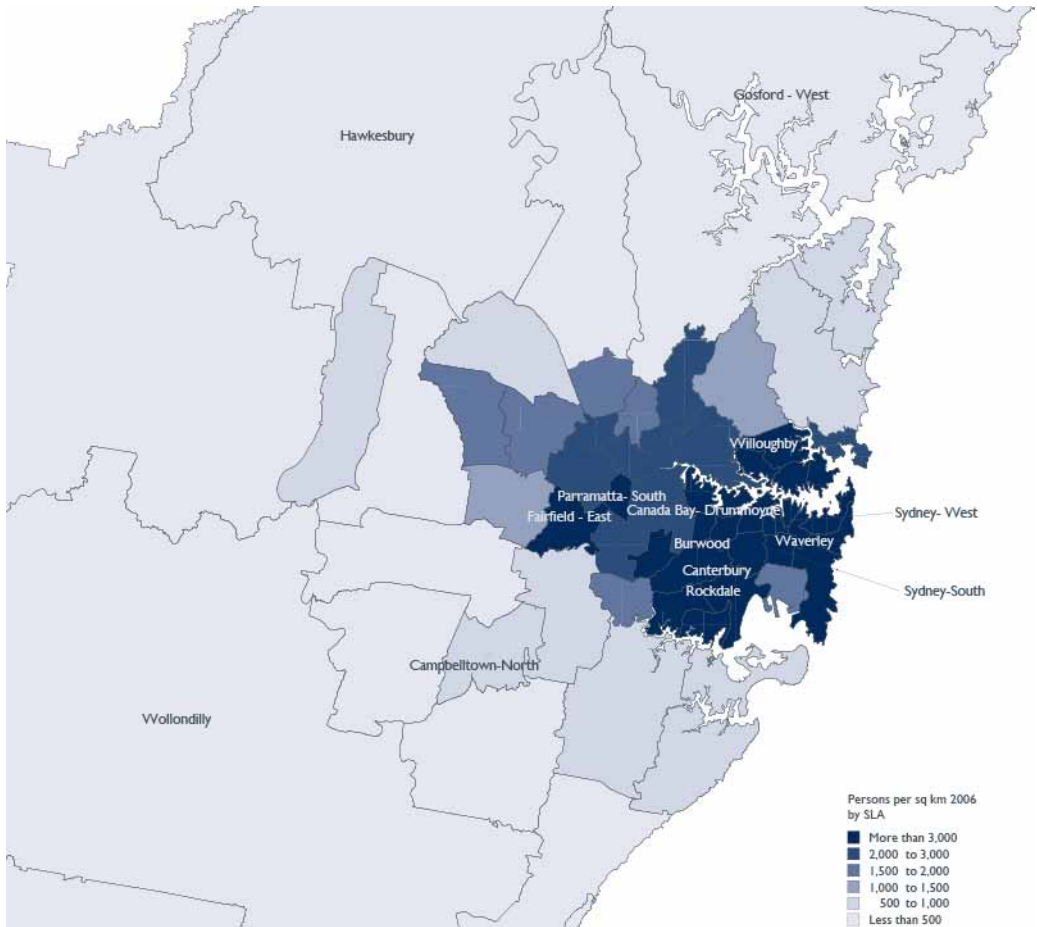 Gosford - West
Hawkesbury
Willoughby
Parramatta- South
Canada Bay- Drummoyne
Fairfield - East
Sydney- West
Burwood
Waverley
Canterbury
Rockdale
Sydney-South
Campbelltown-North
Wollondilly
Persons per sq km 2006
by SLA
More than 3,000
2,000 to 3,000
1,500 to 2,000
1,000 to 1,500
500 to 1,000
Less than 500